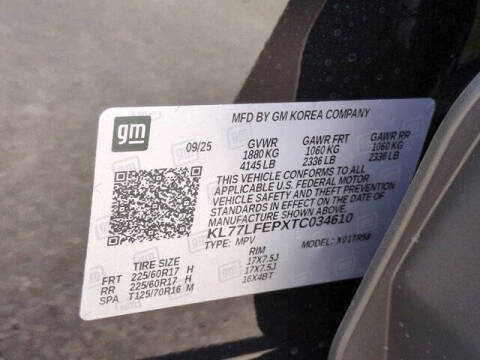 MFD BY GM KOREA COMPANY
gm
09/25 GVWR GAWR FRT GAWR RR
1880 KG 1060 KG 1060 KG
4145 LB 2336 LB 2336 LB
THIS VEHICLE CONFORMS TO ALL
APPLICABLE U.S. FEDERAL MOTOR
VEHICLE SAFETY AND THEFT PREVENTION
STANDARDS IN EFFECT ON THE DATE OF
MANUFACTURE SHOWN ABOVE.
KL77LFEPXTC034610
TYPE: MPV MODEL:
TIRE SIZE RIM
FRT 225/60R17 H 17X7.5J
RR 225/60R17 H 17X7.5J
SPA T125/70R16 M 16X4BT